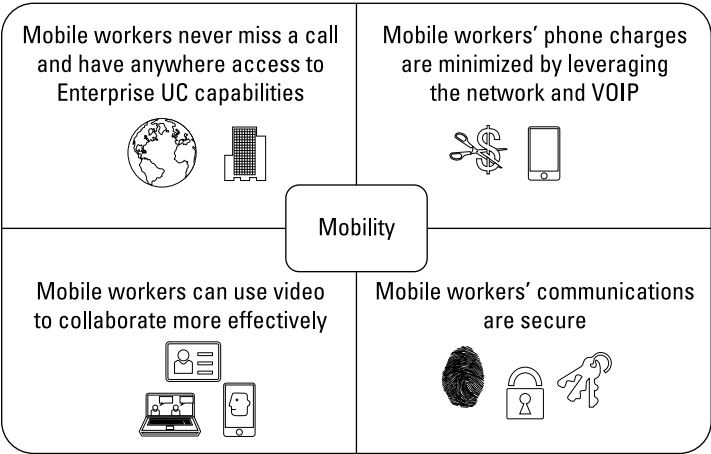 Mobile workers never miss a call
and have anywhere access to
Enterprise UC capabilities
Mobile workers’ phone charges
are minimized by leveraging
the network and VOIP
Mobility
Mobile workers can use video
to collaborate more effectively
Mobile workers’ communications
are secure